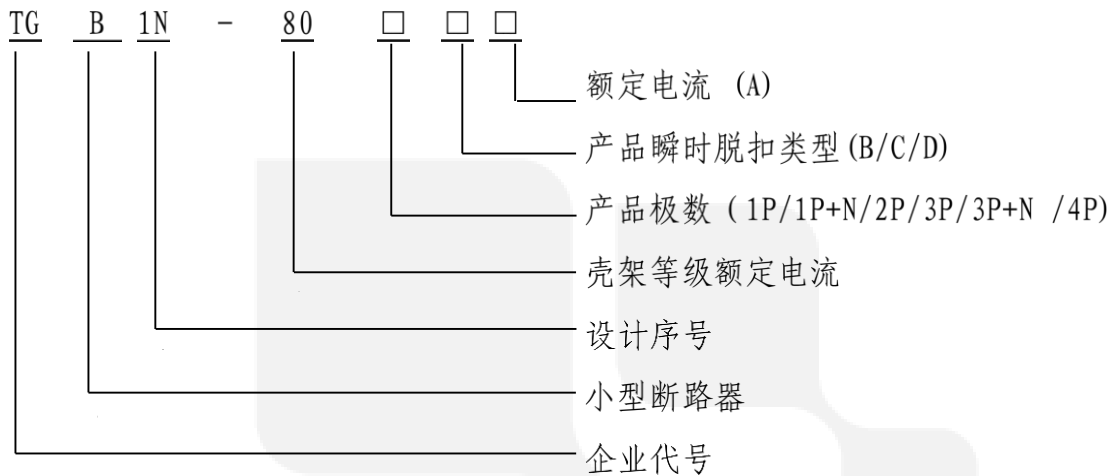 TG B 1N - 80 □ □ □
额定电流 (A)
产品瞬时脱扣类型(B/C/D)
产品极数 (1P/1P+N/2P/3P/3P+N /4P)
壳架等级额定电流
设计序号
小型断路器
企业代号